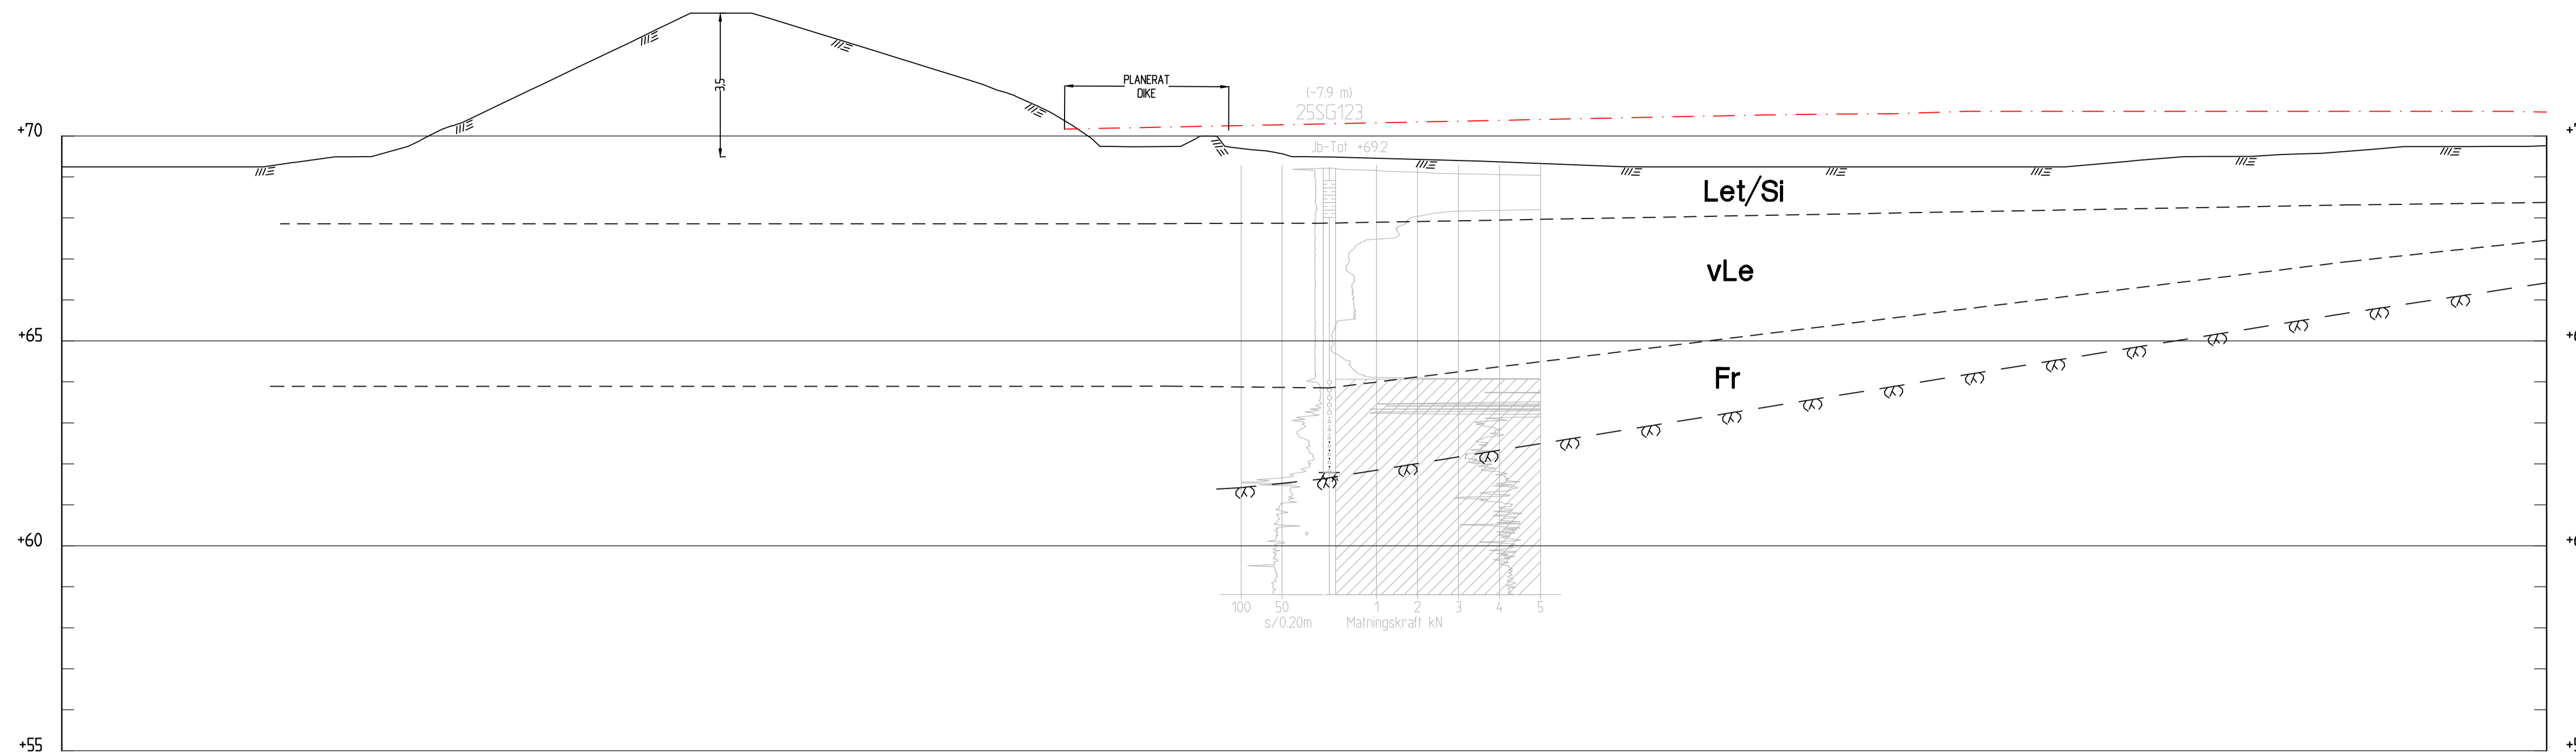 3,5
PLANERAT
DIKE
(-7.9 m)
25SG123
Jb-Tot +69.2
+70
Let/Si
vLe
+65
Fr
+60
100 50 1 2 3 4 5
s/0.20m Matningskraft kN
+55